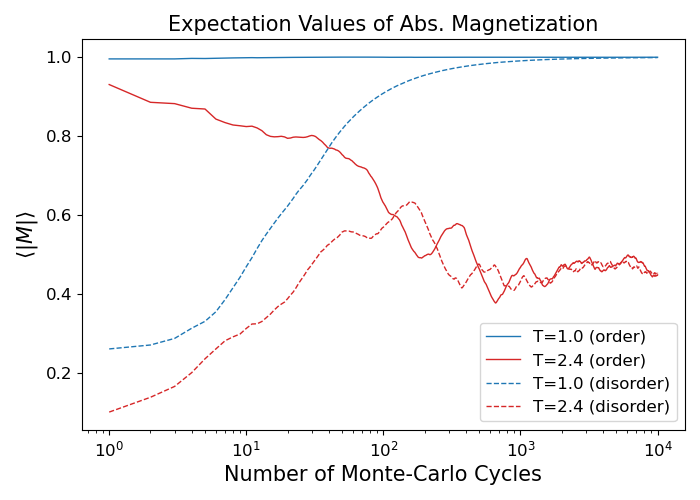 Expectation Values of Abs. Magnetization
⟨|M|⟩
1.0
0.8
0.6
0.4
0.2
T=1.0 (order)
T=2.4 (order)
T=1.0 (disorder)
T=2.4 (disorder)
10⁰ 10¹ 10² 10³ 10⁴
Number of Monte-Carlo Cycles